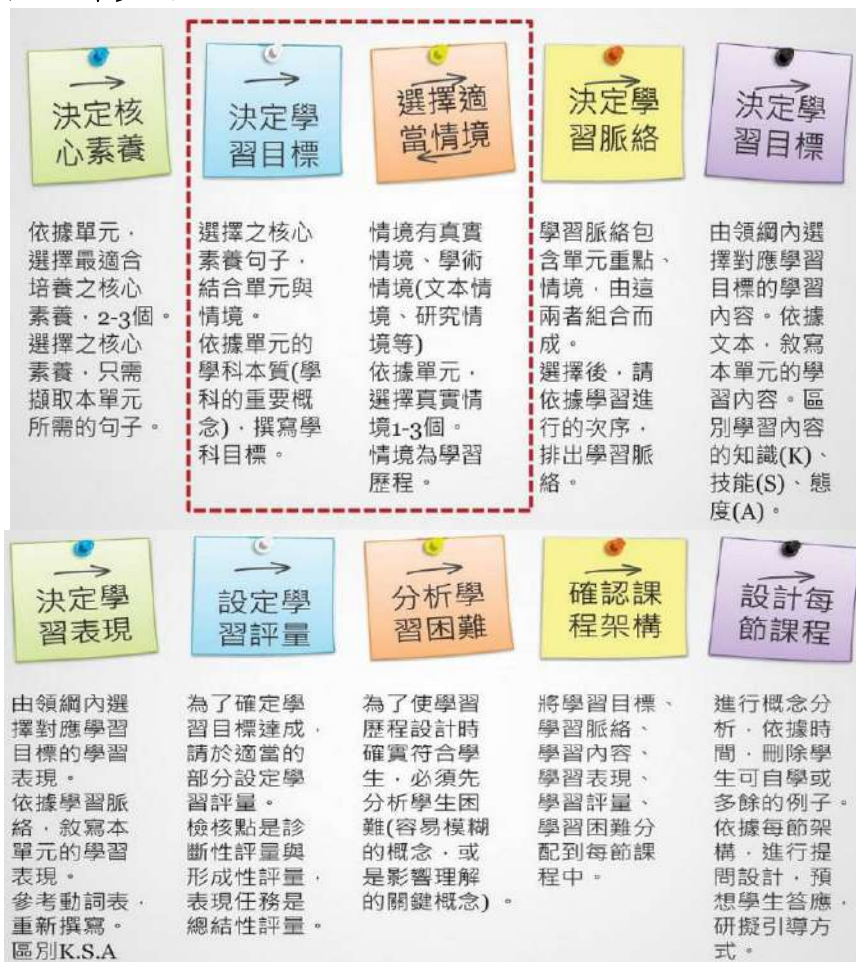 決定核
心素養
依據單元，
選擇最適合
培養之核心
素養，2-3個。
選擇之核心
素養，只需
擷取本單元
所需的句子。
決定學
習目標
選擇之核心
素養句子，
結合單元與
情境。
依據單元的
學科本質(學
科的重要概
念)，撰寫學
科目標。
選擇適
當情境
情境有真實
情境、學術
情境(文本情
境、研究情
境等)
依據單元，
選擇真實情
境1-3個。
情境為學習
歷程。
決定學
習脈絡
學習脈絡包
含單元重點、
情境，由這
兩者組合而
成。
選擇後，請
依據學習進
行的次序，
排出學習脈
絡。
決定學
習目標
由領綱內選
擇對應學習
目標的學習
內容。依據
文本，敘寫
本單元的學
習內容。區
別學習內容
的知識(K)、
技能(S)、態
度(A)。
決定學
習表現
由領綱內選
擇對應學習
目標的學習
表現。
依據學習脈
絡，敘寫本
單元的學習
表現。
參考動詞表，
重新撰寫。
區別K.S.A
設定學
習評量
為了確定學
習目標達成，
請於適當的
部分設定學
習評量。
檢核點是診
斷性評量與
形成性評量，
表現任務是
總結性評量。
分析學
習困難
為了使學習
歷程設計時
確實符合學
生，必須先
分析學生困
難(容易模糊
的概念，或
是影響理解
的關鍵概念)。
確認課
程架構
將學習目標、
學習脈絡、
學習內容、
學習表現、
學習評量、
學習困難分
配到每節課
程中。
設計每
節課程
進行概念分
析，依據時
間，刪除學
生可自學或
多餘的例子。
依據每節架
構，進行提
問設計，預
想學生答應，
研擬引導方
式。